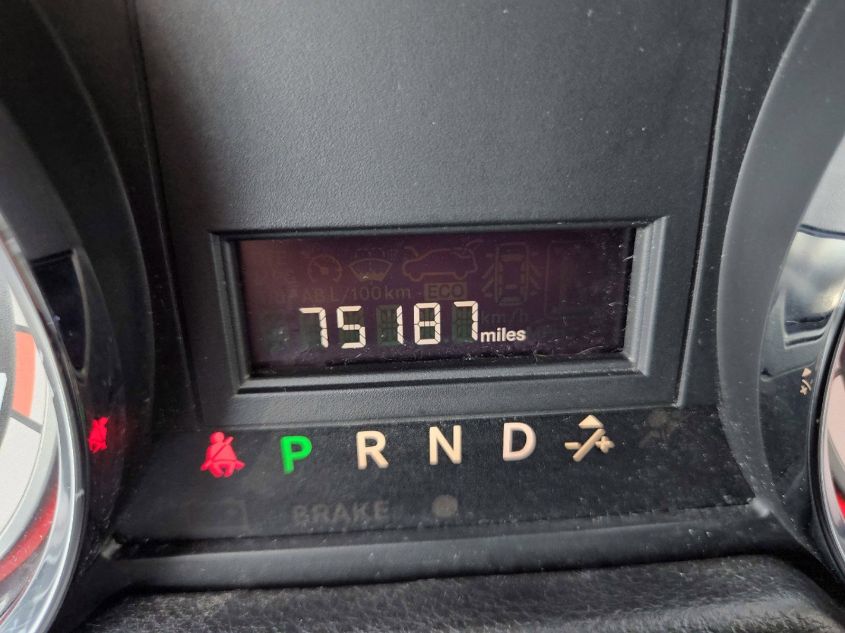 L/100km ECO
75187 miles
P R N D
BRAKE